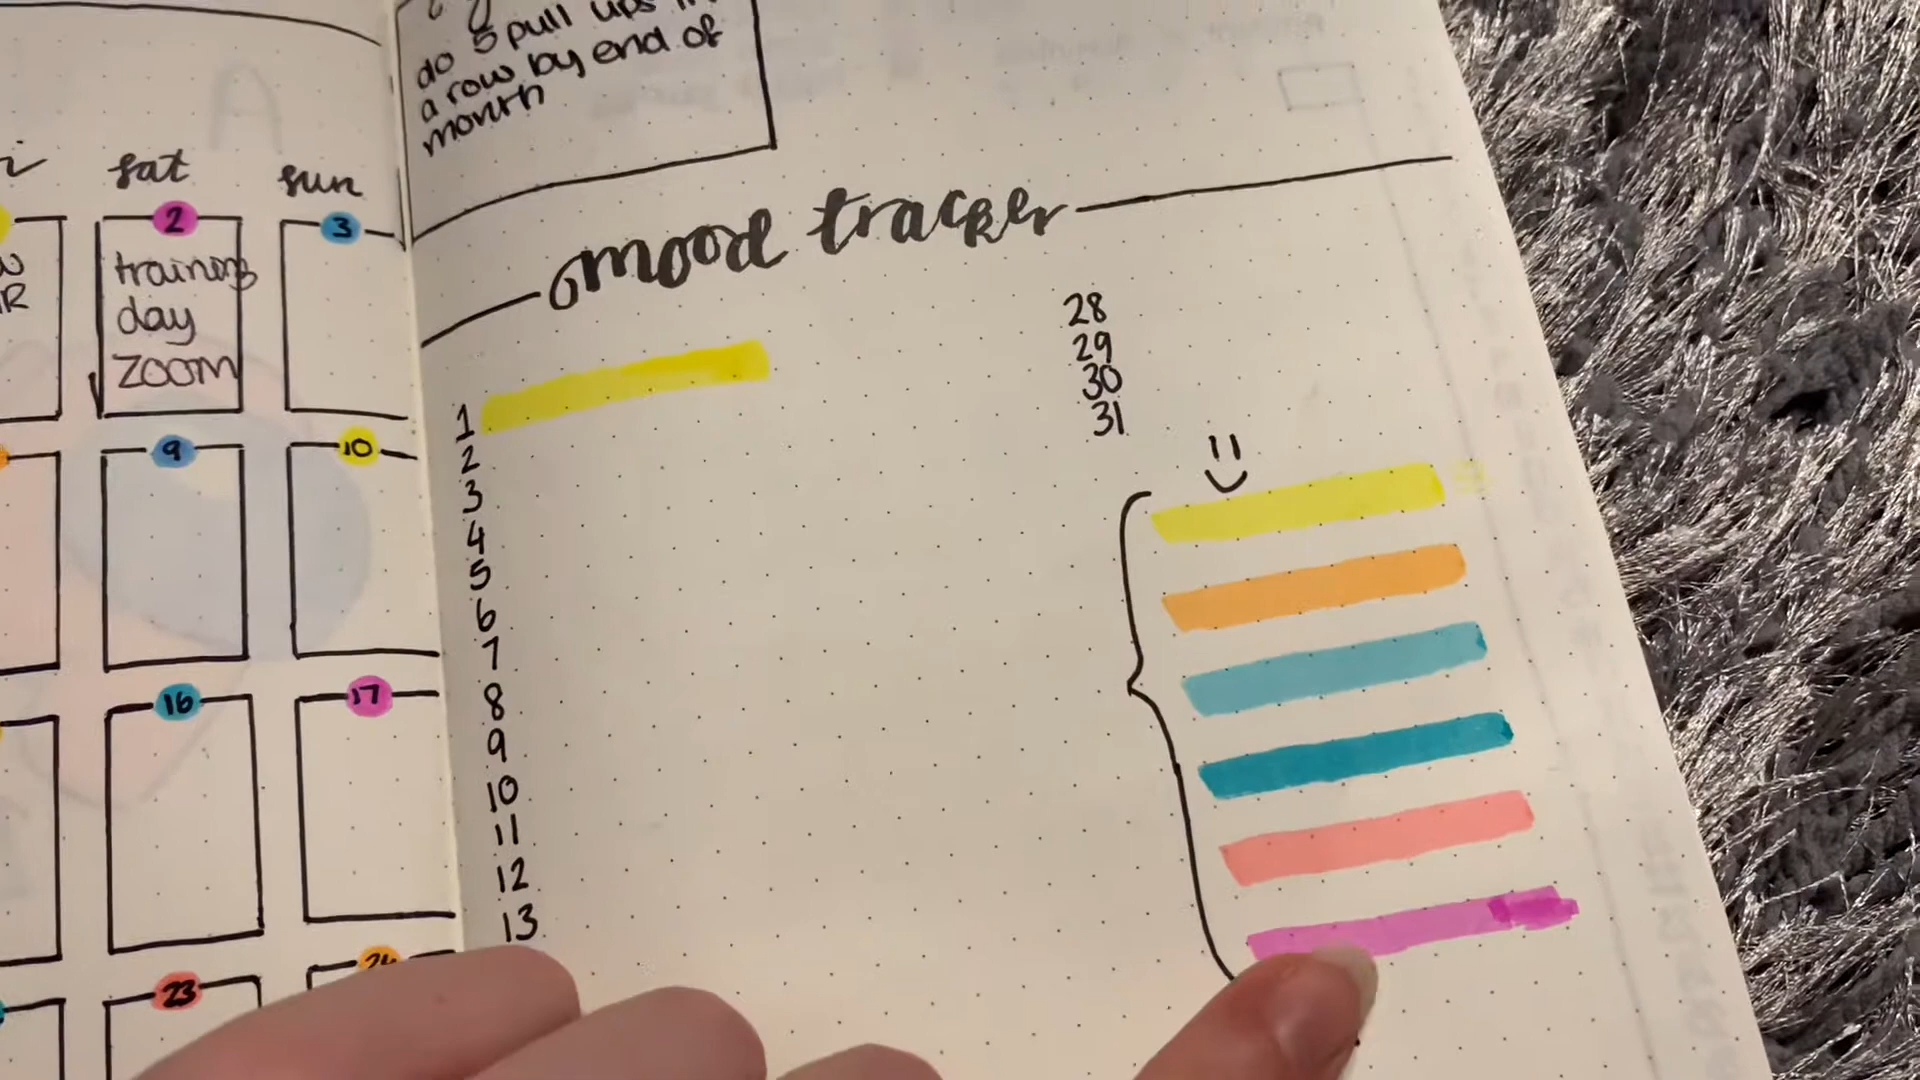 do 5 pull ups in
a row by end of
month
sat
sun
2
3
training
day
zoom
9
10
16
17
23
24
mood tracker
1
2
3
4
5
6
7
8
9
10
11
12
13
28
29
30
31